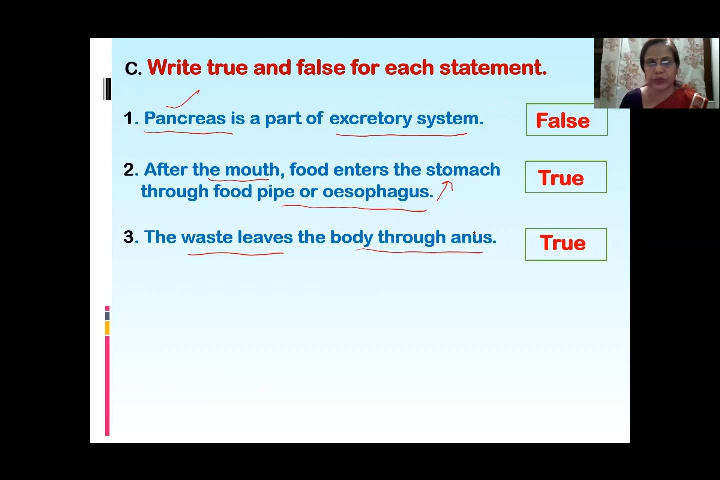 C. Write true and false for each statement.
1. Pancreas is a part of excretory system.
False
2. After the mouth, food enters the stomach
through food pipe or oesophagus.
True
3. The waste leaves the body through anus.
True